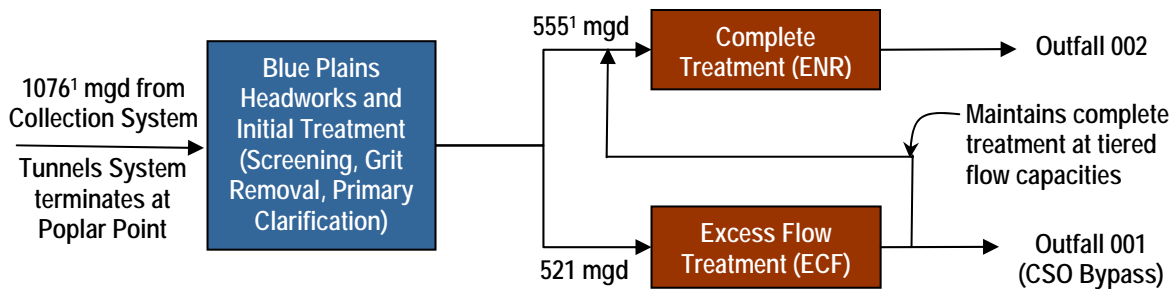 1076¹ mgd from
Collection System
Tunnels System
terminates at
Poplar Point
Blue Plains
Headworks and
Initial Treatment
(Screening, Grit
Removal, Primary
Clarification)
555¹ mgd
Complete
Treatment (ENR)
Outfall 002
Maintains complete
treatment at tiered
flow capacities
521 mgd
Excess Flow
Treatment (ECF)
Outfall 001
(CSO Bypass)